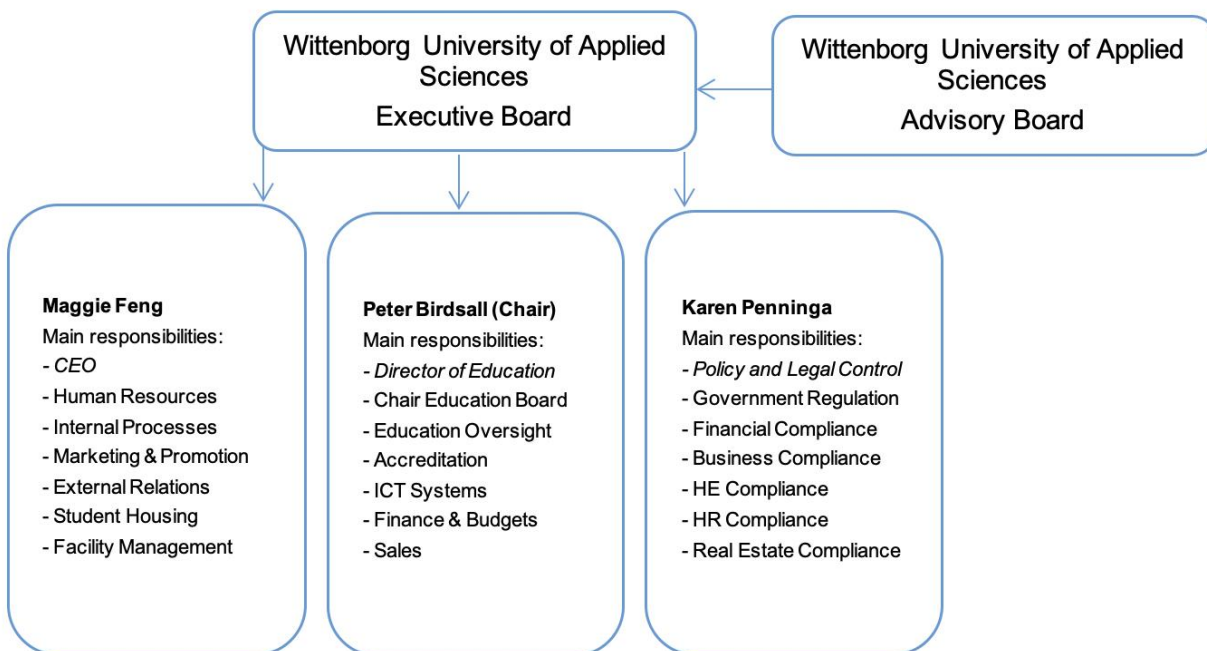 Wittenborg University of Applied
Sciences
Executive Board
Wittenborg University of Applied
Sciences
Advisory Board
Maggie Feng
Main responsibilities:
- CEO
- Human Resources
- Internal Processes
- Marketing & Promotion
- External Relations
- Student Housing
- Facility Management
Peter Birdsall (Chair)
Main responsibilities:
- Director of Education
- Chair Education Board
- Education Oversight
- Accreditation
- ICT Systems
- Finance & Budgets
- Sales
Karen Penninga
Main responsibilities:
- Policy and Legal Control
- Government Regulation
- Financial Compliance
- Business Compliance
- HE Compliance
- HR Compliance
- Real Estate Compliance